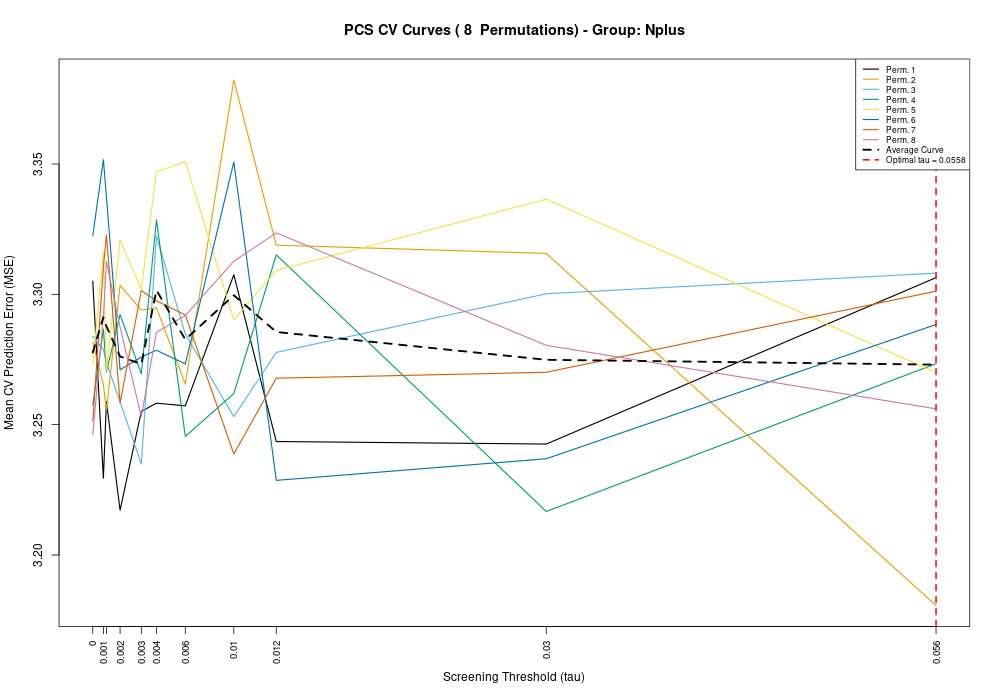 PCS CV Curves ( 8  Permutations) - Group: Nplus
Perm. 1
Perm. 2
Perm. 3
Perm. 4
Perm. 5
Perm. 6
Perm. 7
Perm. 8
Average Curve
Optimal tau = 0.0558
Mean CV Prediction Error (MSE)
3.35
3.30
3.25
3.20
0
0.001
0.002
0.003
0.004
0.006
0.01
0.012
0.03
0.056
Screening Threshold (tau)